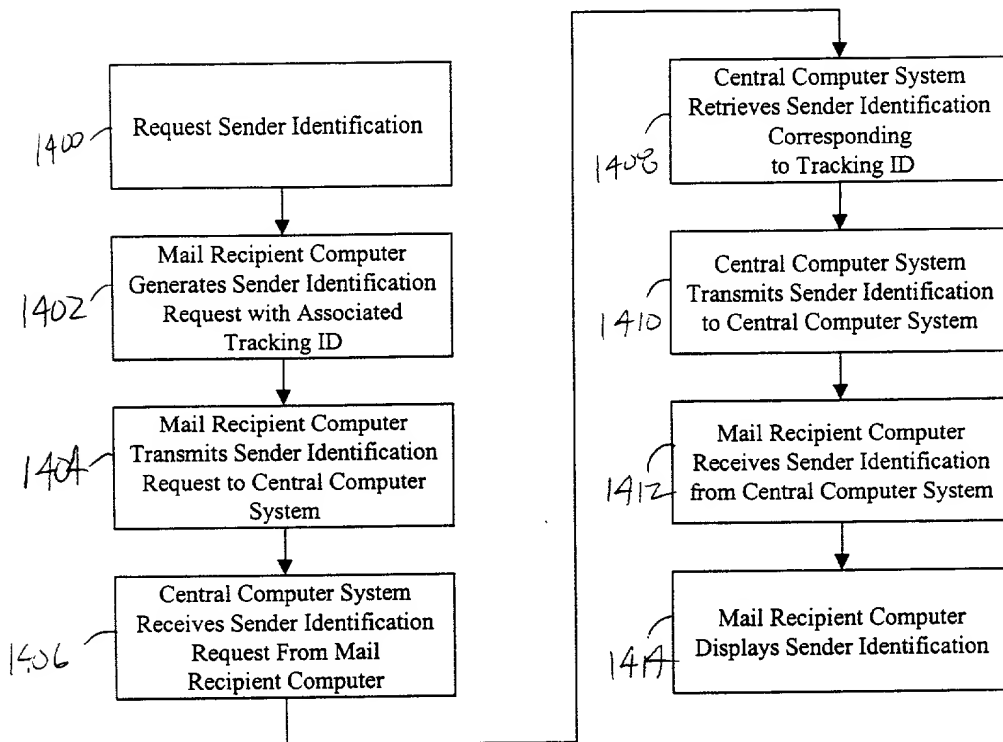 Request Sender Identification
1400
Mail Recipient Computer
Generates Sender Identification
Request with Associated
Tracking ID
1402
Mail Recipient Computer
Transmits Sender Identification
Request to Central Computer
System
1404
Central Computer System
Receives Sender Identification
Request From Mail
Recipient Computer
1406
Central Computer System
Retrieves Sender Identification
Corresponding
to Tracking ID
1408
Central Computer System
Transmits Sender Identification
to Central Computer System
1410
Mail Recipient Computer
Receives Sender Identification
from Central Computer System
1412
Mail Recipient Computer
Displays Sender Identification
1414